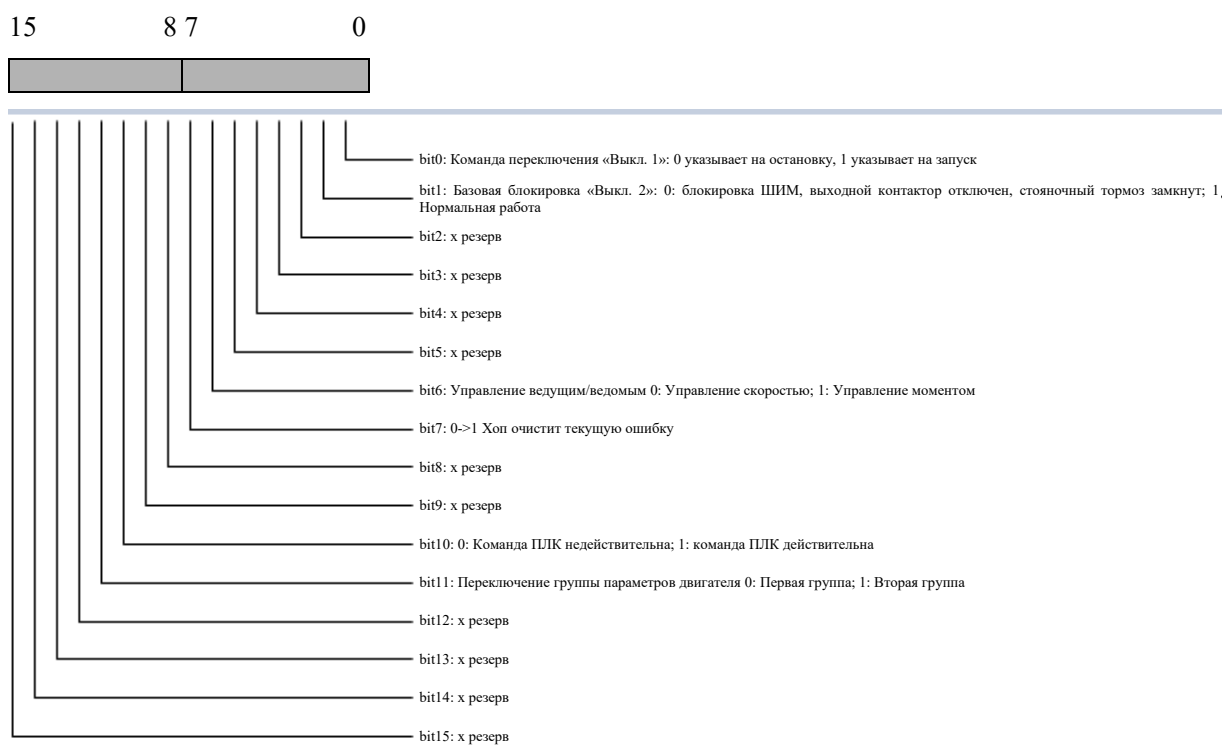 15 8 7 0
bit0: Команда переключения «Выкл. 1»: 0 указывает на остановку, 1 указывает на запуск
bit1: Базовая блокировка «Выкл. 2»: 0: блокировка ШИМ, выходной контактор отключен, стояночный тормоз замкнут; 1,
Нормальная работа
bit2: x резерв
bit3: x резерв
bit4: x резерв
bit5: x резерв
bit6: Управление ведущим/ведомым 0: Управление скоростью; 1: Управление моментом
bit7: 0->1 Хоп очистит текущую ошибку
bit8: x резерв
bit9: x резерв
bit10: 0: Команда ПЛК недействительна; 1: команда ПЛК действительна
bit11: Переключение группы параметров двигателя 0: Первая группа; 1: Вторая группа
bit12: x резерв
bit13: x резерв
bit14: x резерв
bit15: x резерв